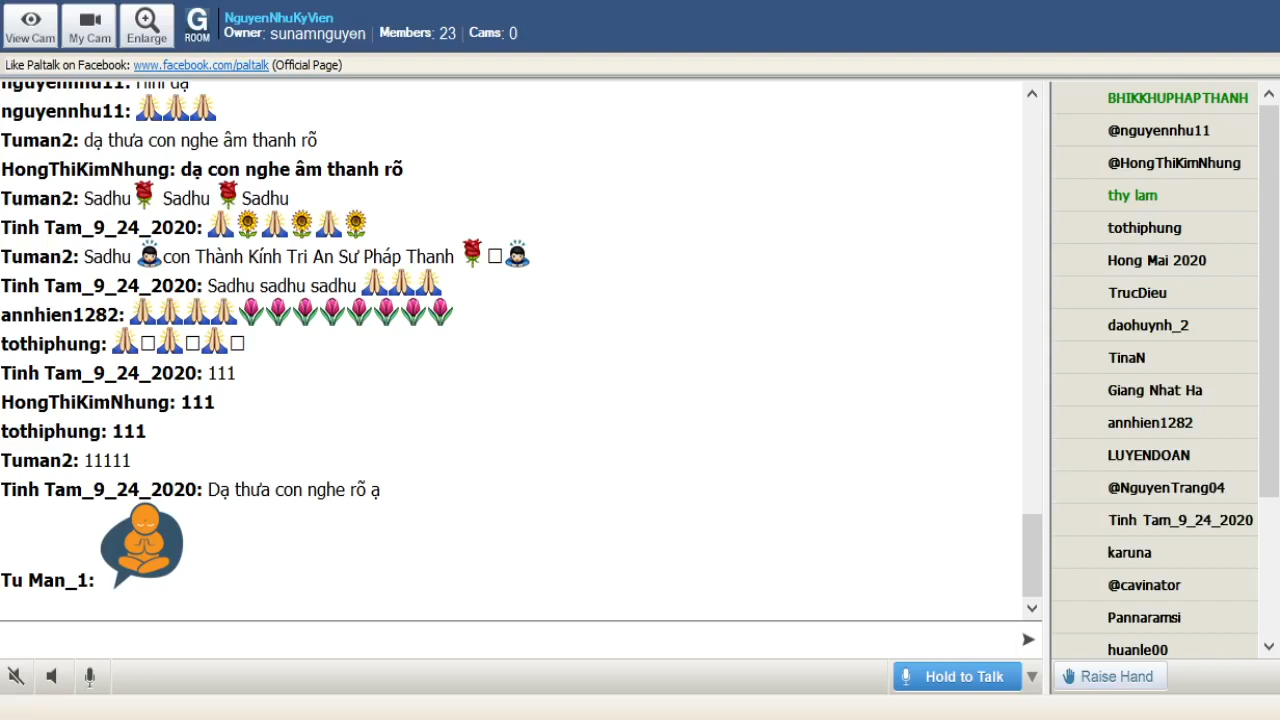 View Cam
My Cam
Enlarge
G
ROOM
NguyenNhuKyVien
Owner: sunamnguyen | Members: 23 | Cams: 0
Like Paltalk on Facebook: www.facebook.com/paltalk (Official Page)
nguyennhu11: Hihi dạ
nguyennhu11: 🙏🙏🙏
Tuman2: dạ thưa con nghe âm thanh rõ
HongThiKimNhung: dạ con nghe âm thanh rõ
Tuman2: Sadhu🌹 Sadhu 🌹Sadhu
Tinh Tam_9_24_2020: 🙏🌻🙏🌻🙏🌻
Tuman2: Sadhu 🙇con Thành Kính Tri An Sư Pháp Thanh 🌹□🙇
Tinh Tam_9_24_2020: Sadhu sadhu sadhu 🙏🙏🙏
annhien1282: 🙏🙏🙏🙏🌷🌷🌷🌷🌷🌷🌷🌷
tothiphung: 🙏□🙏□🙏□
Tinh Tam_9_24_2020: 111
HongThiKimNhung: 111
tothiphung: 111
Tuman2: 11111
Tinh Tam_9_24_2020: Dạ thưa con nghe rõ ạ
Tu Man_1:
Hold to Talk
BHIKKHUPHAPTHANH
@nguyennhu11
@HongThiKimNhung
thy lam
tothiphung
Hong Mai 2020
TrucDieu
daohuynh_2
TinaN
Giang Nhat Ha
annhien1282
LUYENDOAN
@NguyenTrang04
Tinh Tam_9_24_2020
karuna
@cavinator
Pannaramsi
huanle00
Raise Hand